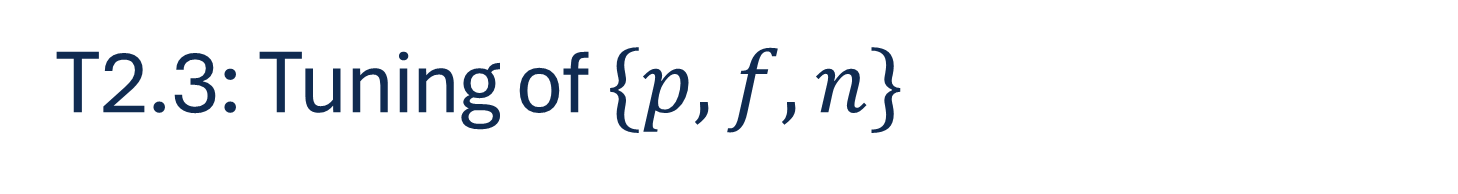 T2.3: Tuning of {p, f, n}